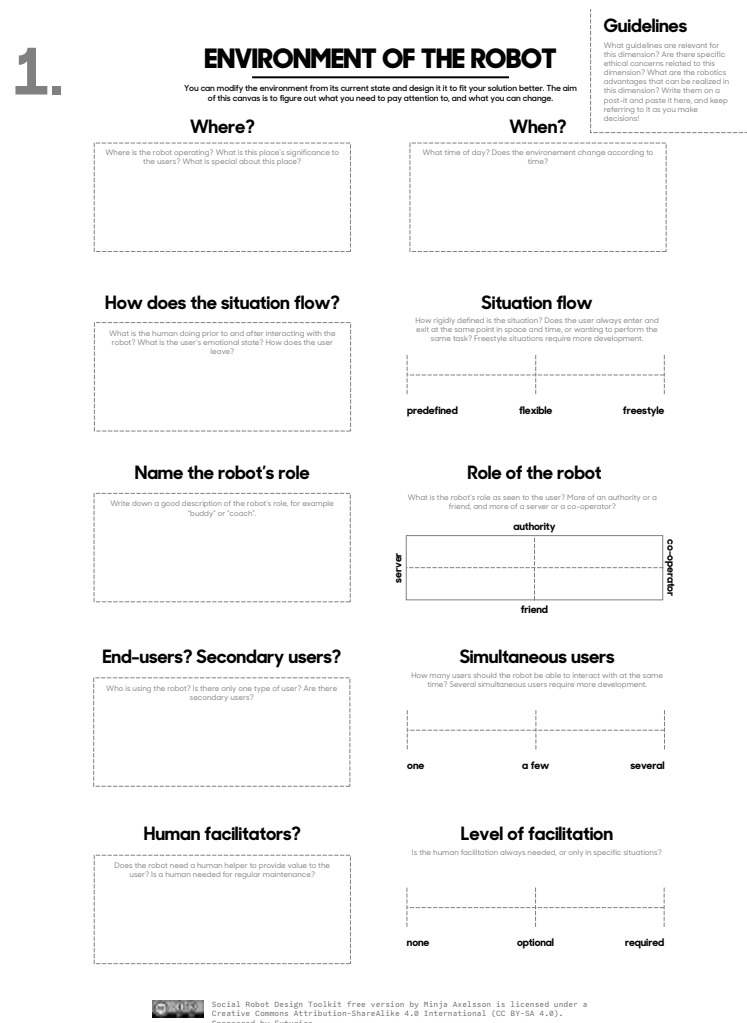 1.
ENVIRONMENT OF THE ROBOT
You can modify the environment from its current state and design it it to fit your solution better. The aim
of this canvas is to figure out what you need to pay attention to, and what you can change.
Guidelines
What guidelines are relevant for
this dimension? Are there specific
ethical concerns related to this
dimension? What are the robotics
advantages that can be realized in
this dimension? Write them on a
post-it and paste it here, and keep
referring to it as you make
decisions!
Where?
Where is the robot operating? What is this place's significance to
the users? What is special about this place?
When?
What time of day? Does the environement change according to
time?
How does the situation flow?
What is the human doing prior to and after interacting with the
robot? What is the user's emotional state? How does the user
leave?
Situation flow
How rigidly defined is the situation? Does the user always enter and
exit at the same point in space and time, or wanting to perform the
same task? Freestyle situations require more development.
predefined
flexible
freestyle
Name the robot's role
Write down a good description of the robot's role, for example
"buddy" or "coach".
Role of the robot
What is the robot's role as seen to the user? More of an authority or a
friend, and more of a server or a co-operator?
authority
server
co-operator
friend
End-users? Secondary users?
Who is using the robot? Is there only one type of user? Are there
secondary users?
Simultaneous users
How many users should the robot be able to interact with at the same
time? Several simultaneous users require more development.
one
a few
several
Human facilitators?
Does the robot need a human helper to provide value to the
user? Is a human needed for regular maintenance?
Level of facilitation
Is the human facilitation always needed, or only in specific situations?
none
optional
required
Social Robot Design Toolkit free version by Minja Axelsson is licensed under a
Creative Commons Attribution-ShareAlike 4.0 International (CC BY-SA 4.0).